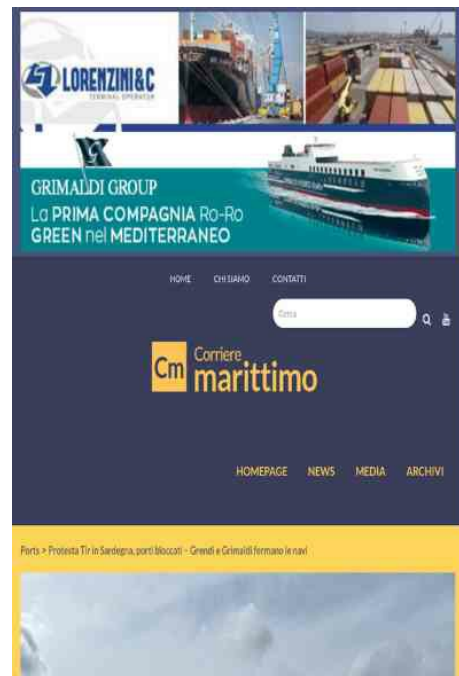 LORENZINI & C
TERMINAL OPERATOR
GRIMALDI GROUP
La PRIMA COMPAGNIA Ro-Ro
GREEN nel MEDITERRANEO
HOME CHI SIAMO CONTATTI
Cerca
Cm Corriere
marittimo
HOMEPAGE NEWS MEDIA ARCHIVI
Ports > Protesta Tir in Sardegna, porti bloccati – Grendi e Grimaldi fermano le navi